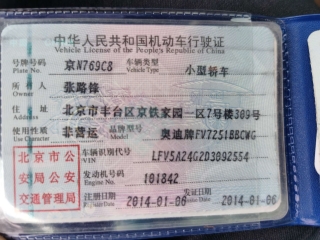 中华人民共和国机动车行驶证
Vehicle License of the People's Republic of China
号牌号码 京N769C8 车辆类型 小型轿车
Plate No. Vehicle Type
所有人 张路锋
Owner
住址 北京市丰台区京铁家园一区7号楼309号
Address
使用性质 非营运 品牌型号 奥迪牌FV7251BBCWG
Use Character Model
北京市公安局公安交通管理局
车辆识别代号 LFV5A24G2D3092554
VIN
发动机号码 101842
Engine No.
注册日期 2014-01-06 发证日期 2014-01-06
Register Date Issue Date